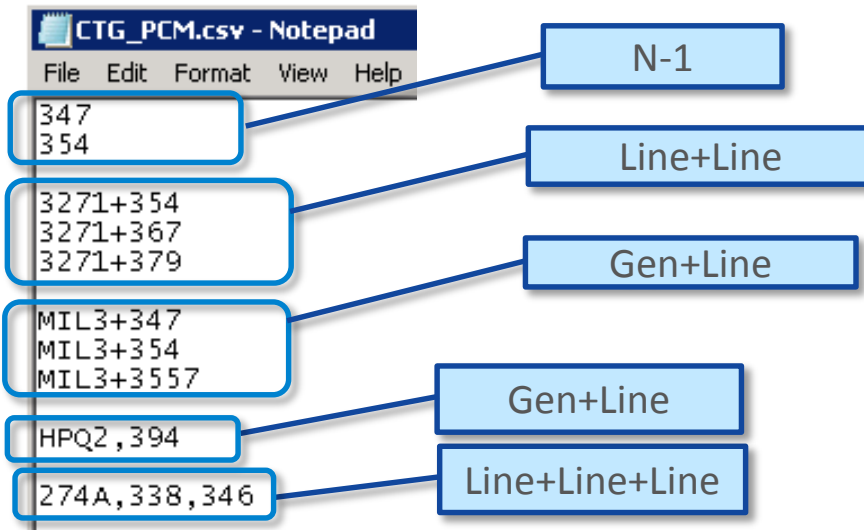 CTG_PCM.csv - Notepad
File Edit Format View Help
347
354
3271+354
3271+367
3271+379
MIL3+347
MIL3+354
MIL3+3557
HPQ2,394
274A,338,346
N-1
Line+Line
Gen+Line
Gen+Line
Line+Line+Line